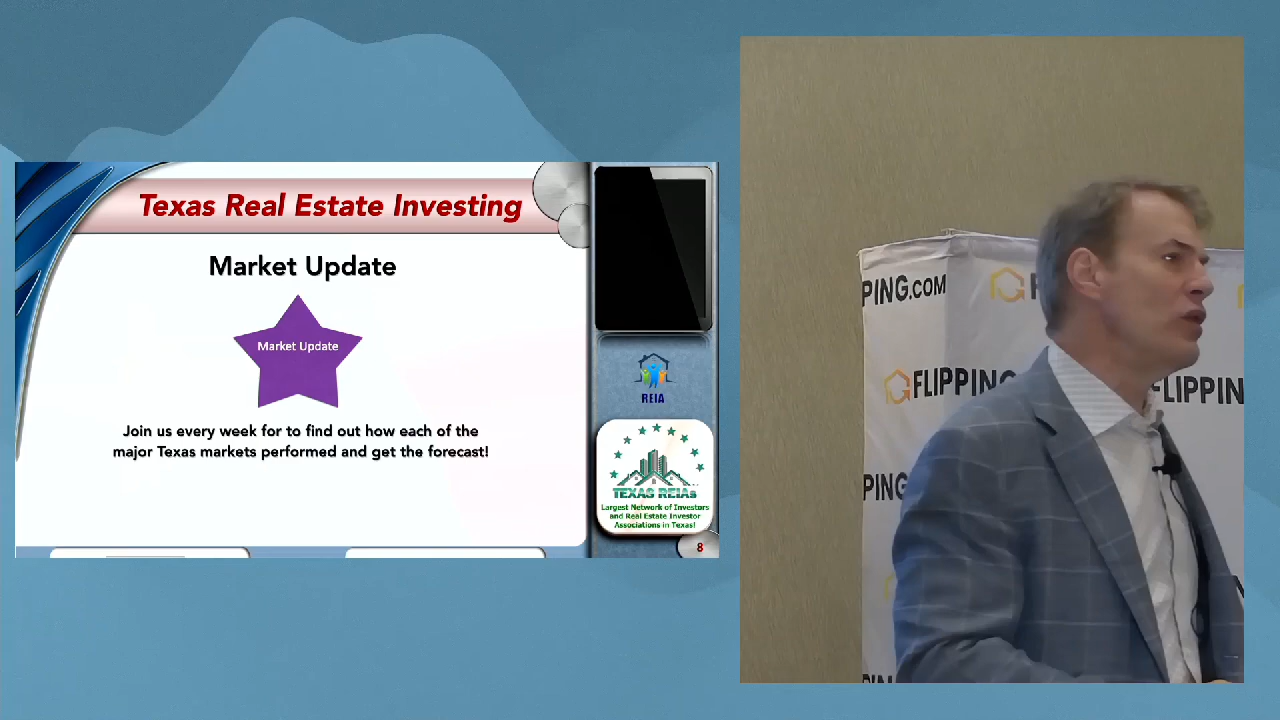 Texas Real Estate Investing
Market Update
Market Update
Join us every week for to find out how each of the
major Texas markets performed and get the forecast!
REIA
TEXAS REIAs
Largest Network of Investors
and Real Estate Investor
Associations in Texas!
8
PING.COM
FLIPPING
FLIPPIN
PING